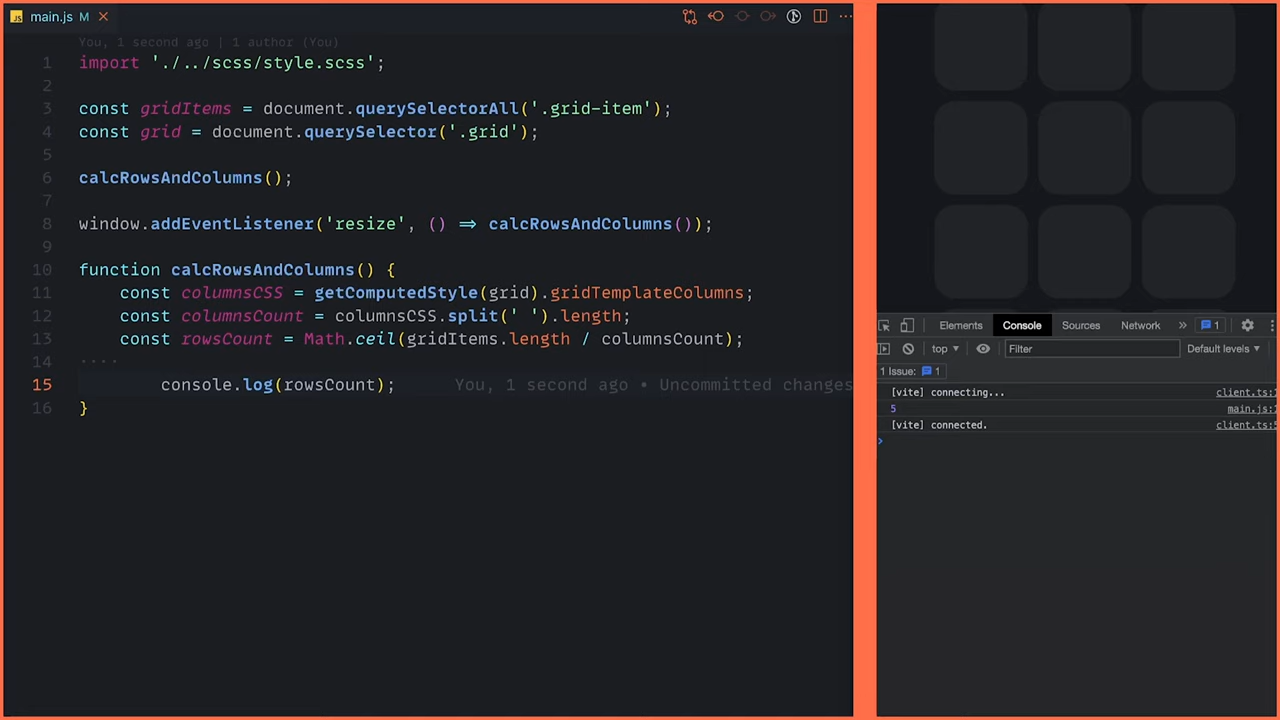 JS main.js M
You, 1 second ago | 1 author (You)
1 import './../scss/style.scss';
2
3 const gridItems = document.querySelectorAll('.grid-item');
4 const grid = document.querySelector('.grid');
5
6 calcRowsAndColumns();
7
8 window.addEventListener('resize', () => calcRowsAndColumns());
9
10 function calcRowsAndColumns() {
11 const columnsCSS = getComputedStyle(grid).gridTemplateColumns;
12 const columnsCount = columnsCSS.split(' ').length;
13 const rowsCount = Math.ceil(gridItems.length / columnsCount);
14 ····
15 console.log(rowsCount); You, 1 second ago • Uncommitted changes
16 }
Elements Console Sources Network » 1
top ▼ Filter Default levels ▼
1 Issue: 1
[vite] connecting... client.ts:
5 main.js:
[vite] connected. client.ts:
>